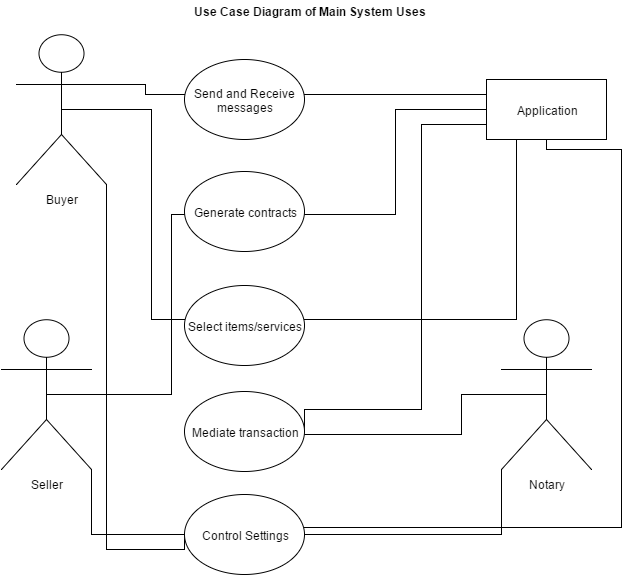 Use Case Diagram of Main System Uses
Send and Receive
messages
Application
Buyer
Generate contracts
Select items/services
Mediate transaction
Seller
Notary
Control Settings